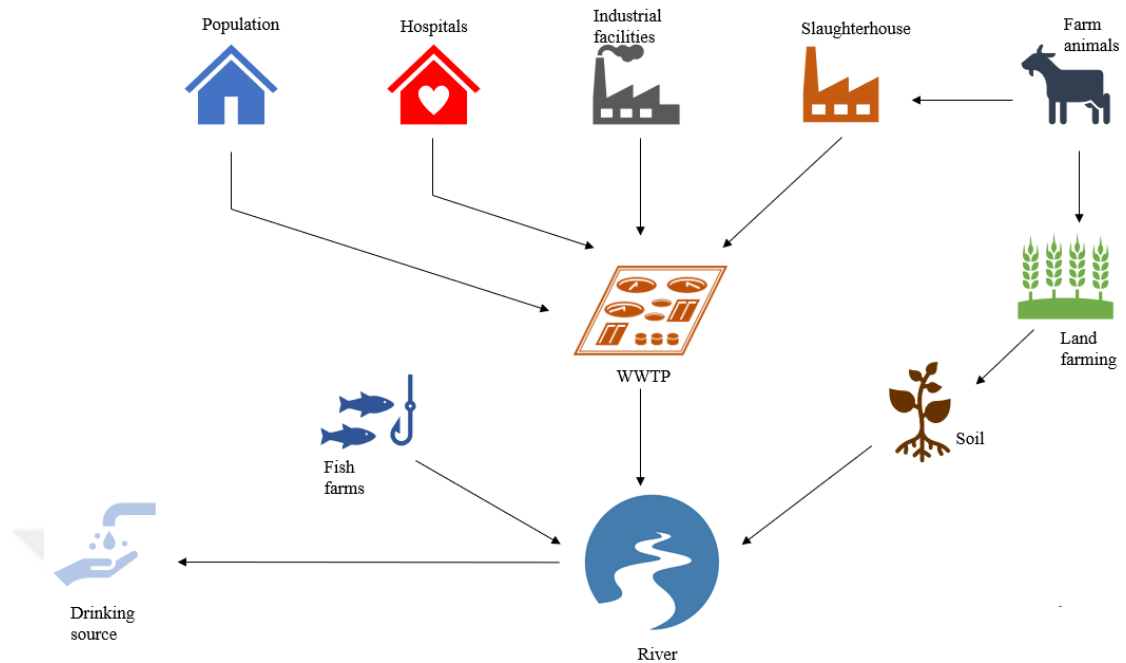 Population
Hospitals
Industrial
facilities
Slaughterhouse
Farm
animals
Land
farming
WWTP
Soil
Fish
farms
Drinking
source
River